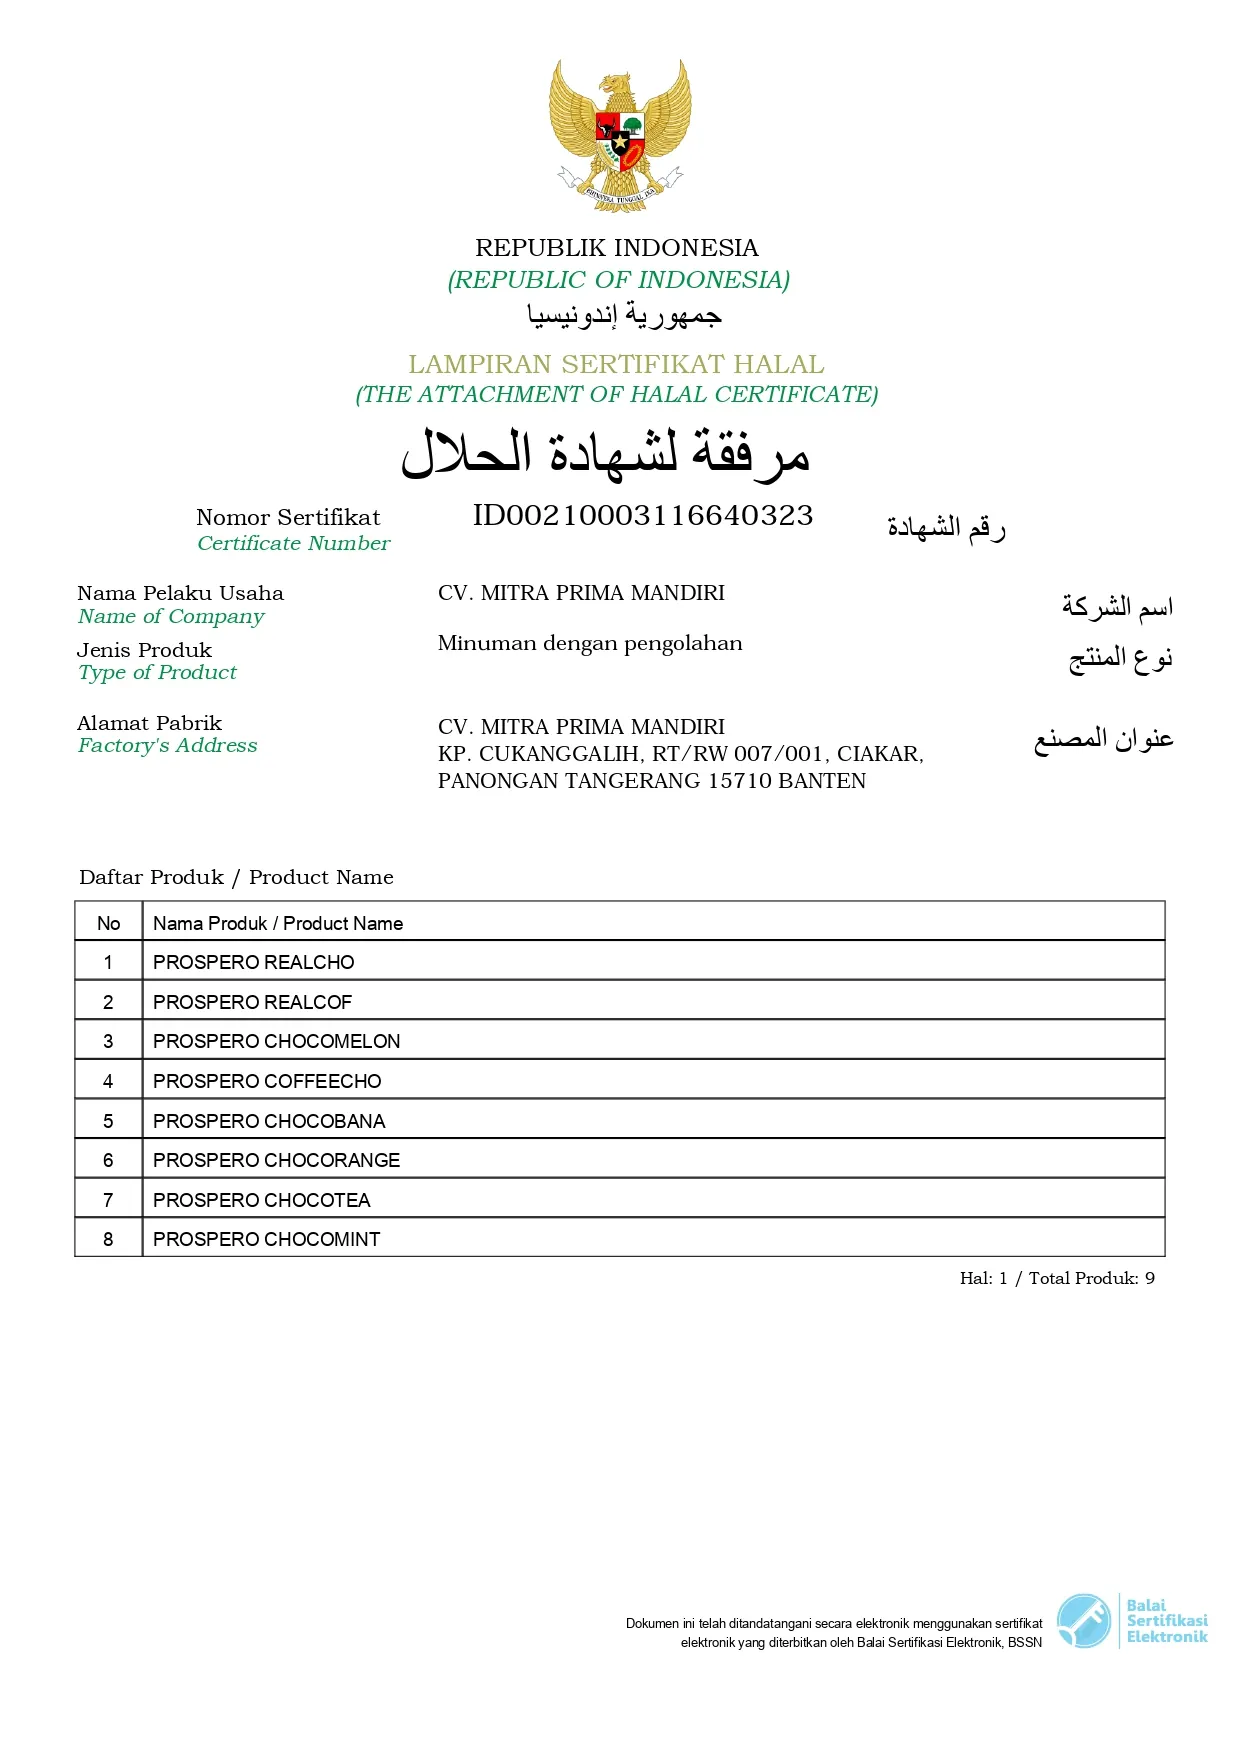 BHINNEKA TUNGGAL IKA
REPUBLIK INDONESIA
(REPUBLIC OF INDONESIA)
جمهورية إندونيسيا
LAMPIRAN SERTIFIKAT HALAL
(THE ATTACHMENT OF HALAL CERTIFICATE)
مرفقة لشهادة الحلال
Nomor Sertifikat ID00210003116640323 رقم الشهادة
Certificate Number
Nama Pelaku Usaha CV. MITRA PRIMA MANDIRI اسم الشركة
Name of Company
Jenis Produk Minuman dengan pengolahan نوع المنتج
Type of Product
Alamat Pabrik CV. MITRA PRIMA MANDIRI عنوان المصنع
Factory's Address KP. CUKANGGALIH, RT/RW 007/001, CIAKAR,
PANONGAN TANGERANG 15710 BANTEN
Daftar Produk / Product Name
No Nama Produk / Product Name
1 PROSPERO REALCHO
2 PROSPERO REALCOF
3 PROSPERO CHOCOMELON
4 PROSPERO COFFEECHO
5 PROSPERO CHOCOBANA
6 PROSPERO CHOCORANGE
7 PROSPERO CHOCOTEA
8 PROSPERO CHOCOMINT
Hal: 1 / Total Produk: 9
Dokumen ini telah ditandatangani secara elektronik menggunakan sertifikat
elektronik yang diterbitkan oleh Balai Sertifikasi Elektronik, BSSN
Balai
Sertifikasi
Elektronik